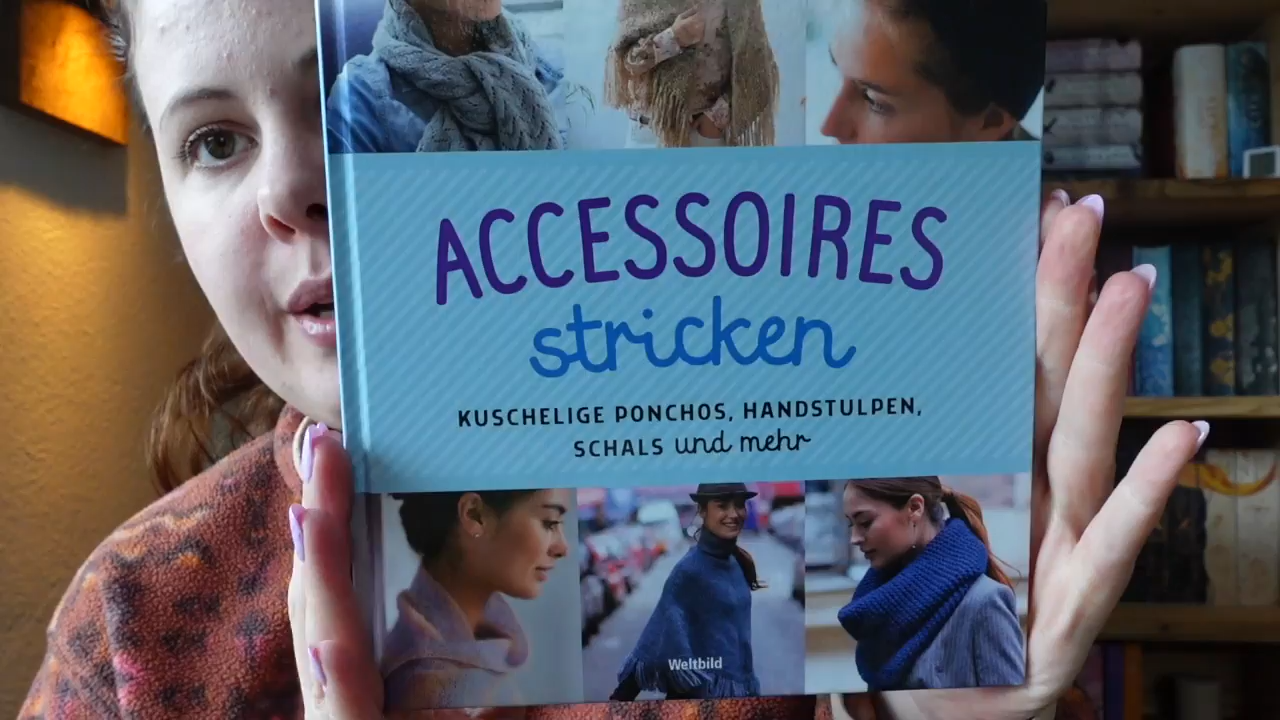 ACCESSOIRES
stricken
KUSCHELIGE PONCHOS, HANDSTULPEN,
SCHALS und mehr
Weltbild